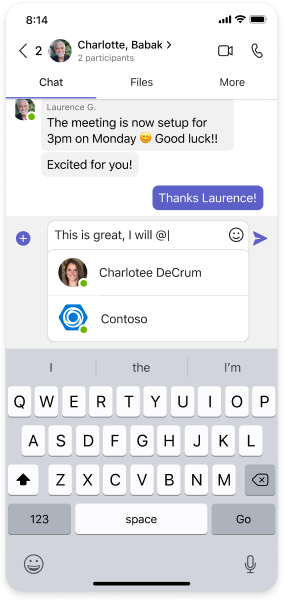 8:14
2
Charlotte, Babak
2 participants
Chat Files More
Laurence G.
The meeting is now setup for
3pm on Monday 😊 Good luck!!
Excited for you!
Thanks Laurence!
This is great, I will @
Charlotee DeCrum
Contoso
I the I'm
Q W E R T Y U I O P
A S D F G H J K L
Z X C V B N M
123 space Go